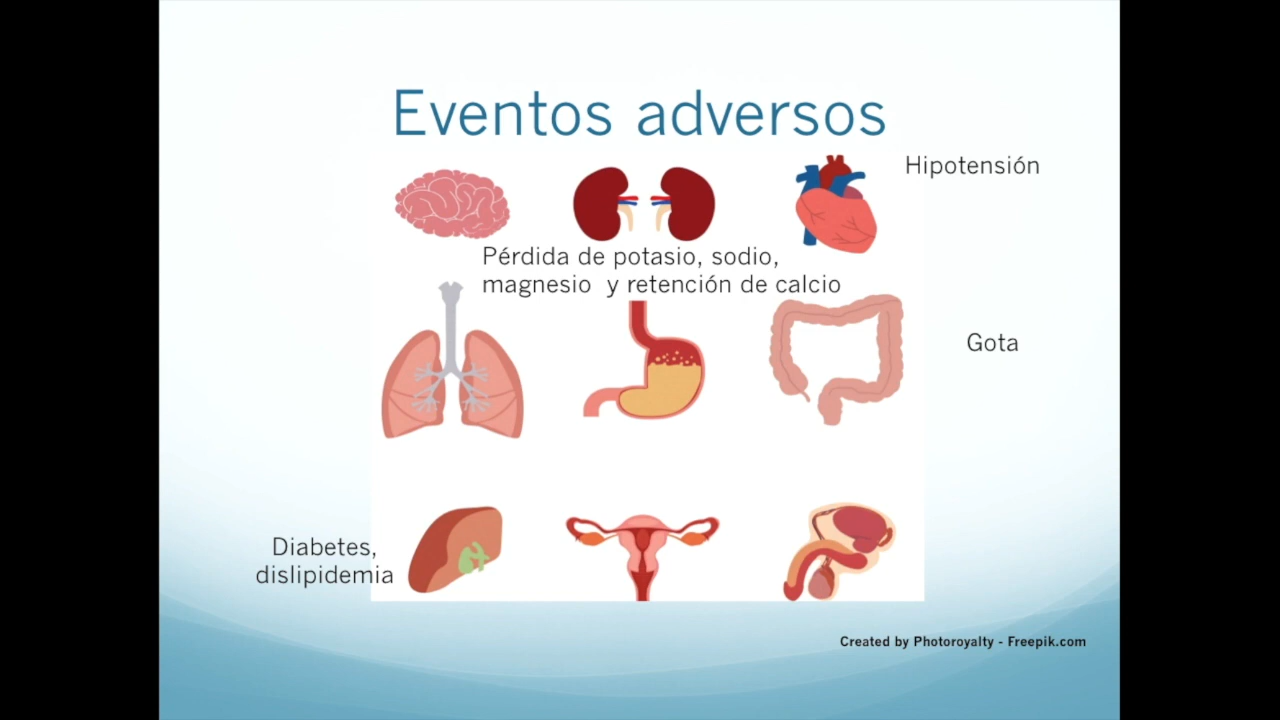 Eventos adversos
Hipotensión
Pérdida de potasio, sodio,
magnesio  y retención de calcio
Gota
Diabetes,
dislipidemia
Created by Photoroyalty - Freepik.com